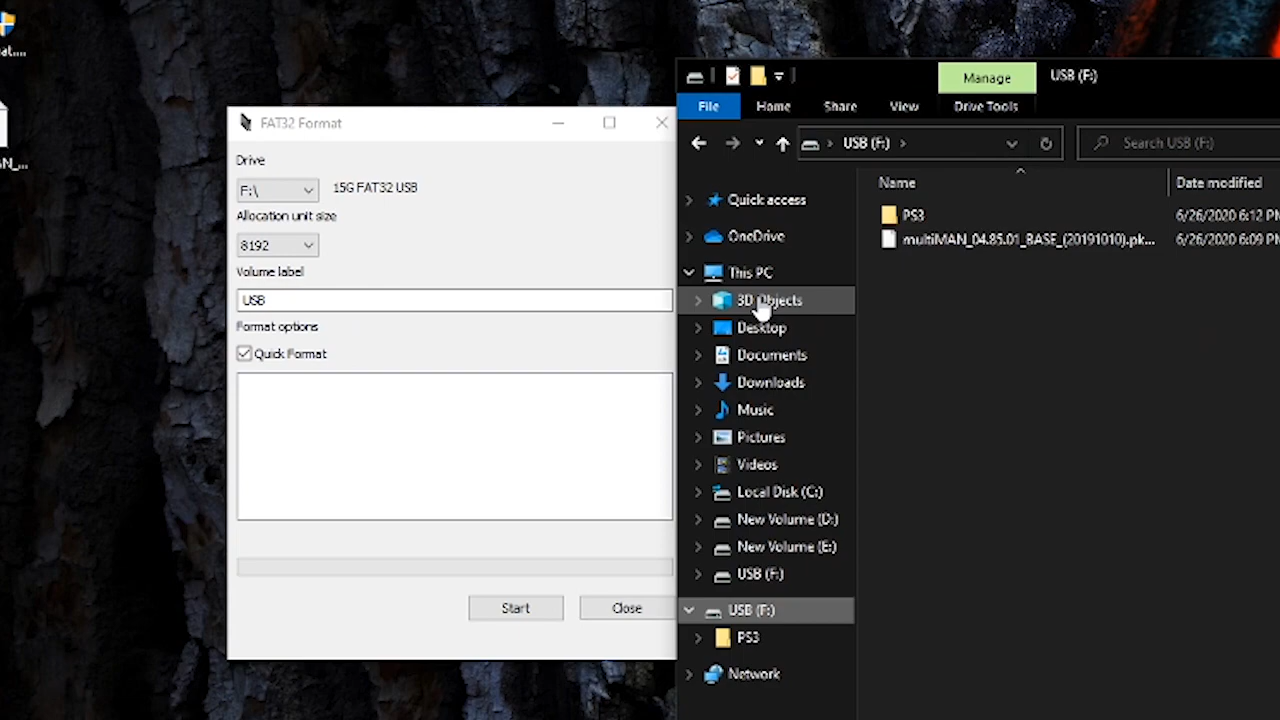 at....
N_...
FAT32 Format
Drive
F:\
15G FAT32 USB
Allocation unit size
8192
Volume label
USB
Format options
Quick Format
Start
Close
Manage
USB (F:)
File
Home
Share
View
Drive Tools
USB (F:)
Search USB (F:)
Name
Date modified
PS3
6/26/2020 6:12 PM
multiMAN_04.85.01_BASE_(20191010).pk...
6/26/2020 6:09 PM
Quick access
OneDrive
This PC
3D Objects
Desktop
Documents
Downloads
Music
Pictures
Videos
Local Disk (C:)
New Volume (D:)
New Volume (E:)
USB (F:)
USB (F:)
PS3
Network